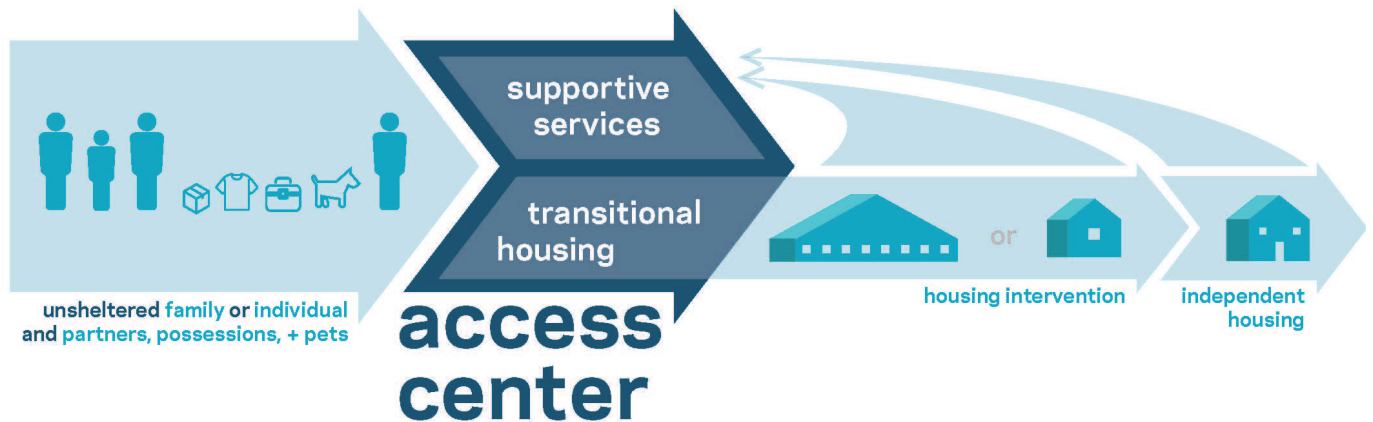 unsheltered family or individual
and partners, possessions, + pets
supportive
services
transitional
housing
access
center
or
housing intervention
independent
housing